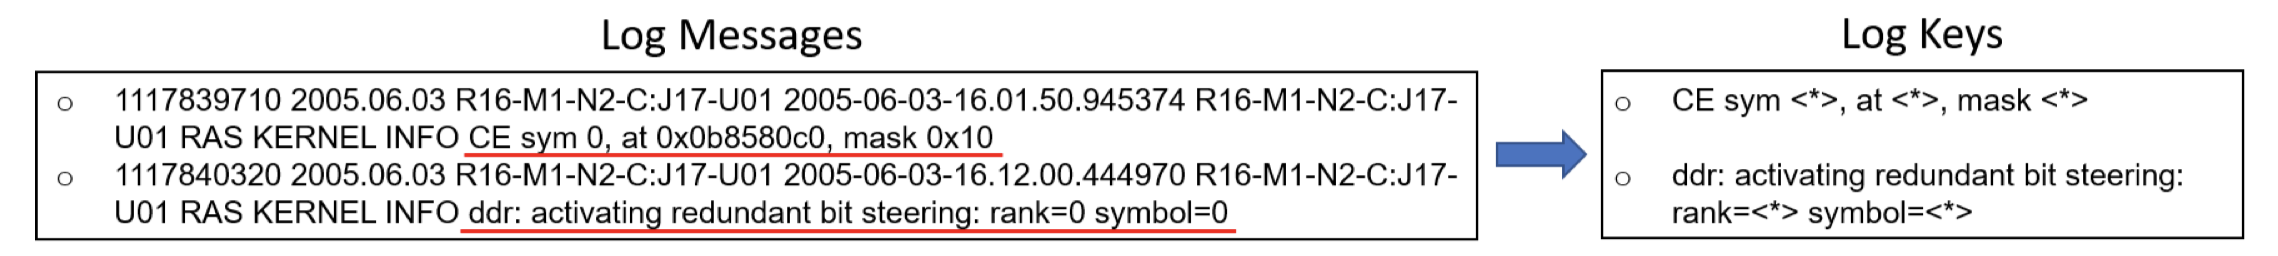 Log Messages
○ 1117839710 2005.06.03 R16-M1-N2-C:J17-U01 2005-06-03-16.01.50.945374 R16-M1-N2-C:J17-
U01 RAS KERNEL INFO CE sym 0, at 0x0b8580c0, mask 0x10
○ 1117840320 2005.06.03 R16-M1-N2-C:J17-U01 2005-06-03-16.12.00.444970 R16-M1-N2-C:J17-
U01 RAS KERNEL INFO ddr: activating redundant bit steering: rank=0 symbol=0
Log Keys
○ CE sym <*>, at <*>, mask <*>
○ ddr: activating redundant bit steering:
rank=<*> symbol=<*>